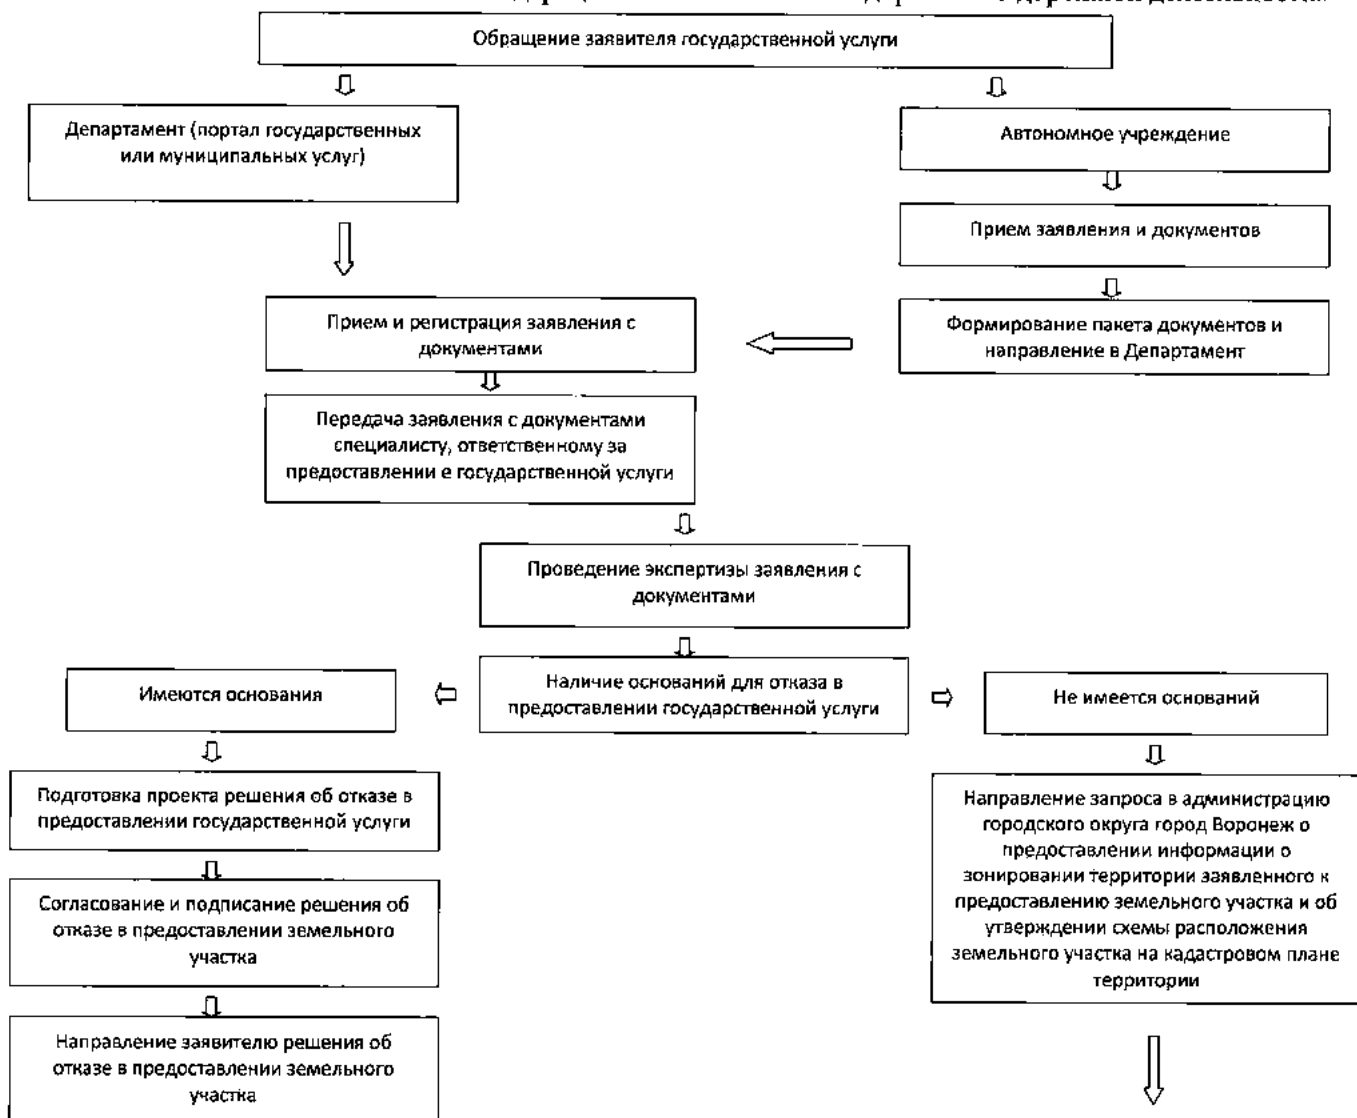 Обращение заявителя государственной услуги
Департамент (портал государственных
или муниципальных услуг)
Автономное учреждение
Прием заявления и документов
Формирование пакета документов и
направление в Департамент
Прием и регистрация заявления с
документами
Передача заявления с документами
специалисту, ответственному за
предоставлении е государственной услуги
Проведение экспертизы заявления с
документами
Наличие оснований для отказа в
предоставлении государственной услуги
Имеются основания
Не имеется оснований
Подготовка проекта решения об отказе в
предоставлении государственной услуги
Согласование и подписание решения об
отказе в предоставлении земельного
участка
Направление заявителю решения об
отказе в предоставлении земельного
участка
Направление запроса в администрацию
городского округа город Воронеж о
предоставлении информации о
зонировании территории заявленного к
предоставлению земельного участка и об
утверждении схемы расположения
земельного участка на кадастровом плане
территории